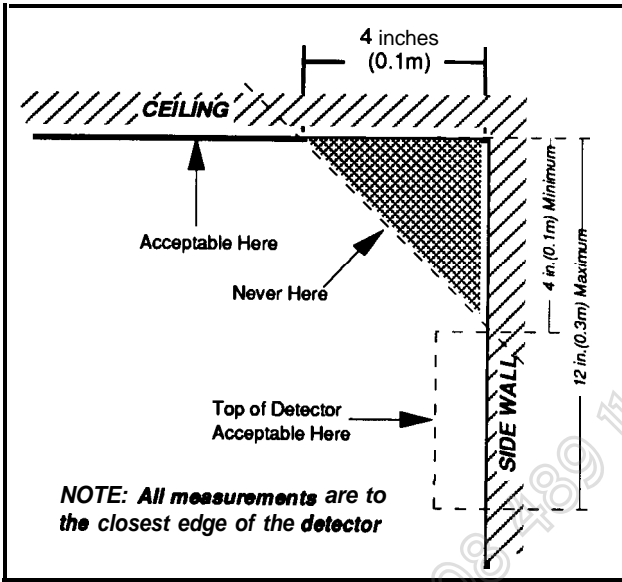 4 inches
(0.1m)
CEILING
Acceptable Here
Never Here
4 in.(0.1m) Minimum
12 in.(0.3m) Maximum
Top of Detector
Acceptable Here
SIDE WALL
NOTE: All measurements are to
the closest edge of the detector